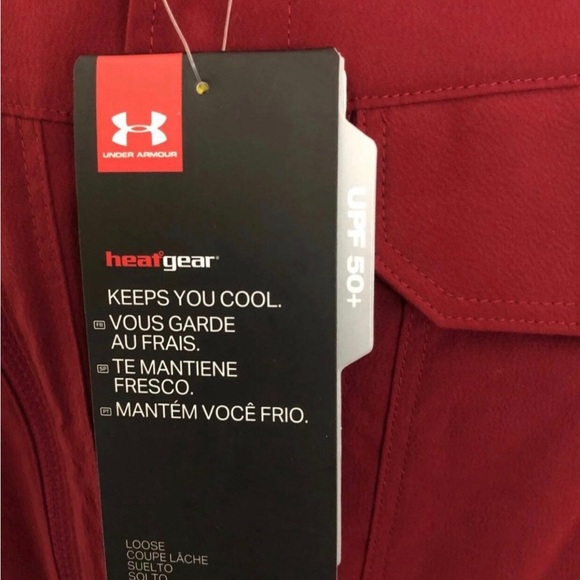 UNDER ARMOUR
heatgear
KEEPS YOU COOL.
FR VOUS GARDE
AU FRAIS.
SP TE MANTIENE
FRESCO.
PT MANTÉM VOCÊ FRIO.
LOOSE
COUPE LÂCHE
SUELTO
SOLTO
UPF 50+